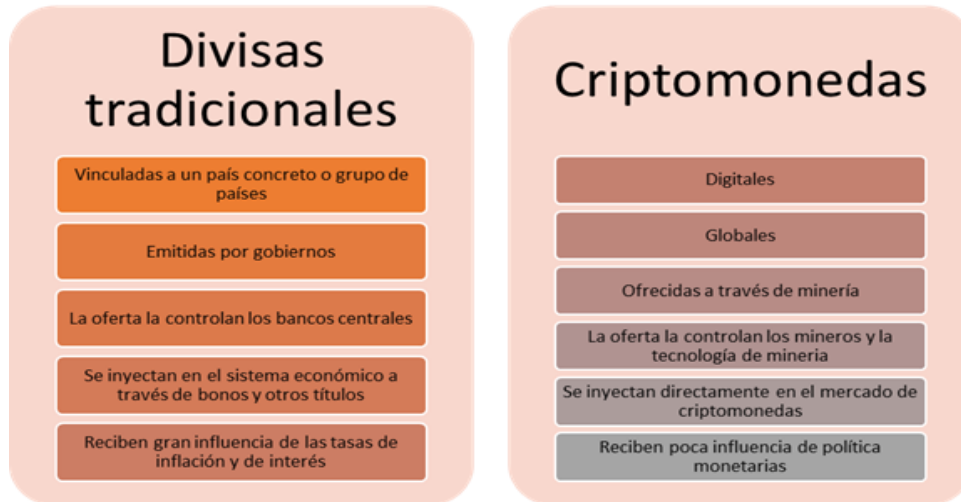 Divisas
tradicionales
Vinculadas a un país concreto o grupo de
países
Emitidas por gobiernos
La oferta la controlan los bancos centrales
Se inyectan en el sistema económico a
través de bonos y otros títulos
Reciben gran influencia de las tasas de
inflación y de interés
Criptomonedas
Digitales
Globales
Ofrecidas a través de minería
La oferta la controlan los mineros y la
tecnología de mineria
Se inyectan directamente en el mercado de
criptomonedas
Reciben poca influencia de política
monetarias